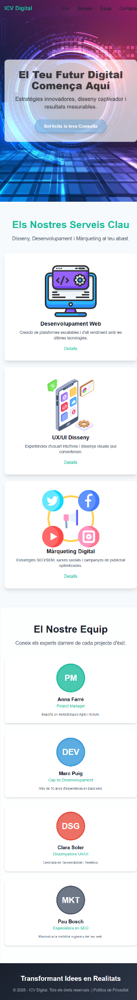 ICV Digital
Inici Serveis Equip Contacte
El Teu Futur Digital
Comença Aquí
Estratègies innovadores, disseny captivador i
resultats mesurables.
Sol·licita la teva Consulta
Els Nostres Serveis Clau
Disseny, Desenvolupament i Màrqueting al teu abast.
Desenvolupament Web
Creació de plataformes escalables i d'alt rendiment amb les
últimes tecnologies.
Detalls
UX/UI Disseny
Experiències d'usuari intuïtives i dissenys visuals que
converteixen.
Detalls
Màrqueting Digital
Estratègies SEO/SEM, xarxes socials i campanyes de publicitat
optimitzades.
Detalls
El Nostre Equip
Coneix els experts darrere de cada projecte d'èxit.
PM
Anna Farré
Project Manager
Experta en metodologies Agile i Scrum.
DEV
Marc Puig
Cap de Desenvolupament
Més de 10 anys d'experiència en back-end.
DSG
Clara Soler
Dissenyadora UX/UI
Centrada en l'accessibilitat i l'estètica.
MKT
Pau Bosch
Especialista en SEO
Maximitza la visibilitat orgànica del teu web.
Transformant Idees en Realitats
© 2026 - ICV Digital. Tots els drets reservats. | Política de Privacitat